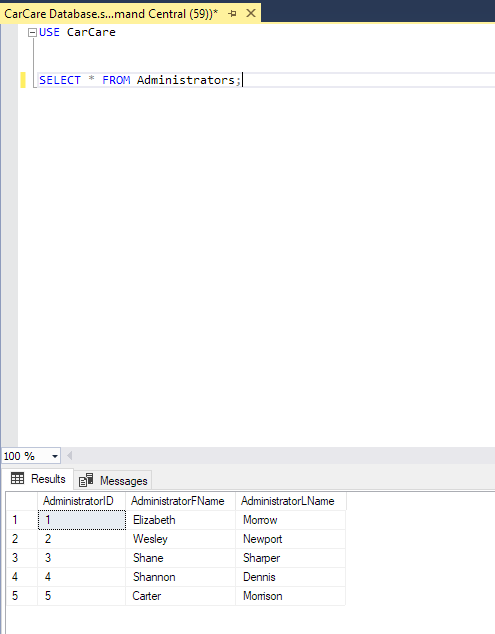 CarCare Database.s...mand Central (59))*
USE CarCare
SELECT * FROM Administrators;
100 %
Results Messages
AdministratorID AdministratorFName AdministratorLName
1 1 Elizabeth Morrow
2 2 Wesley Newport
3 3 Shane Sharper
4 4 Shannon Dennis
5 5 Carter Morrison